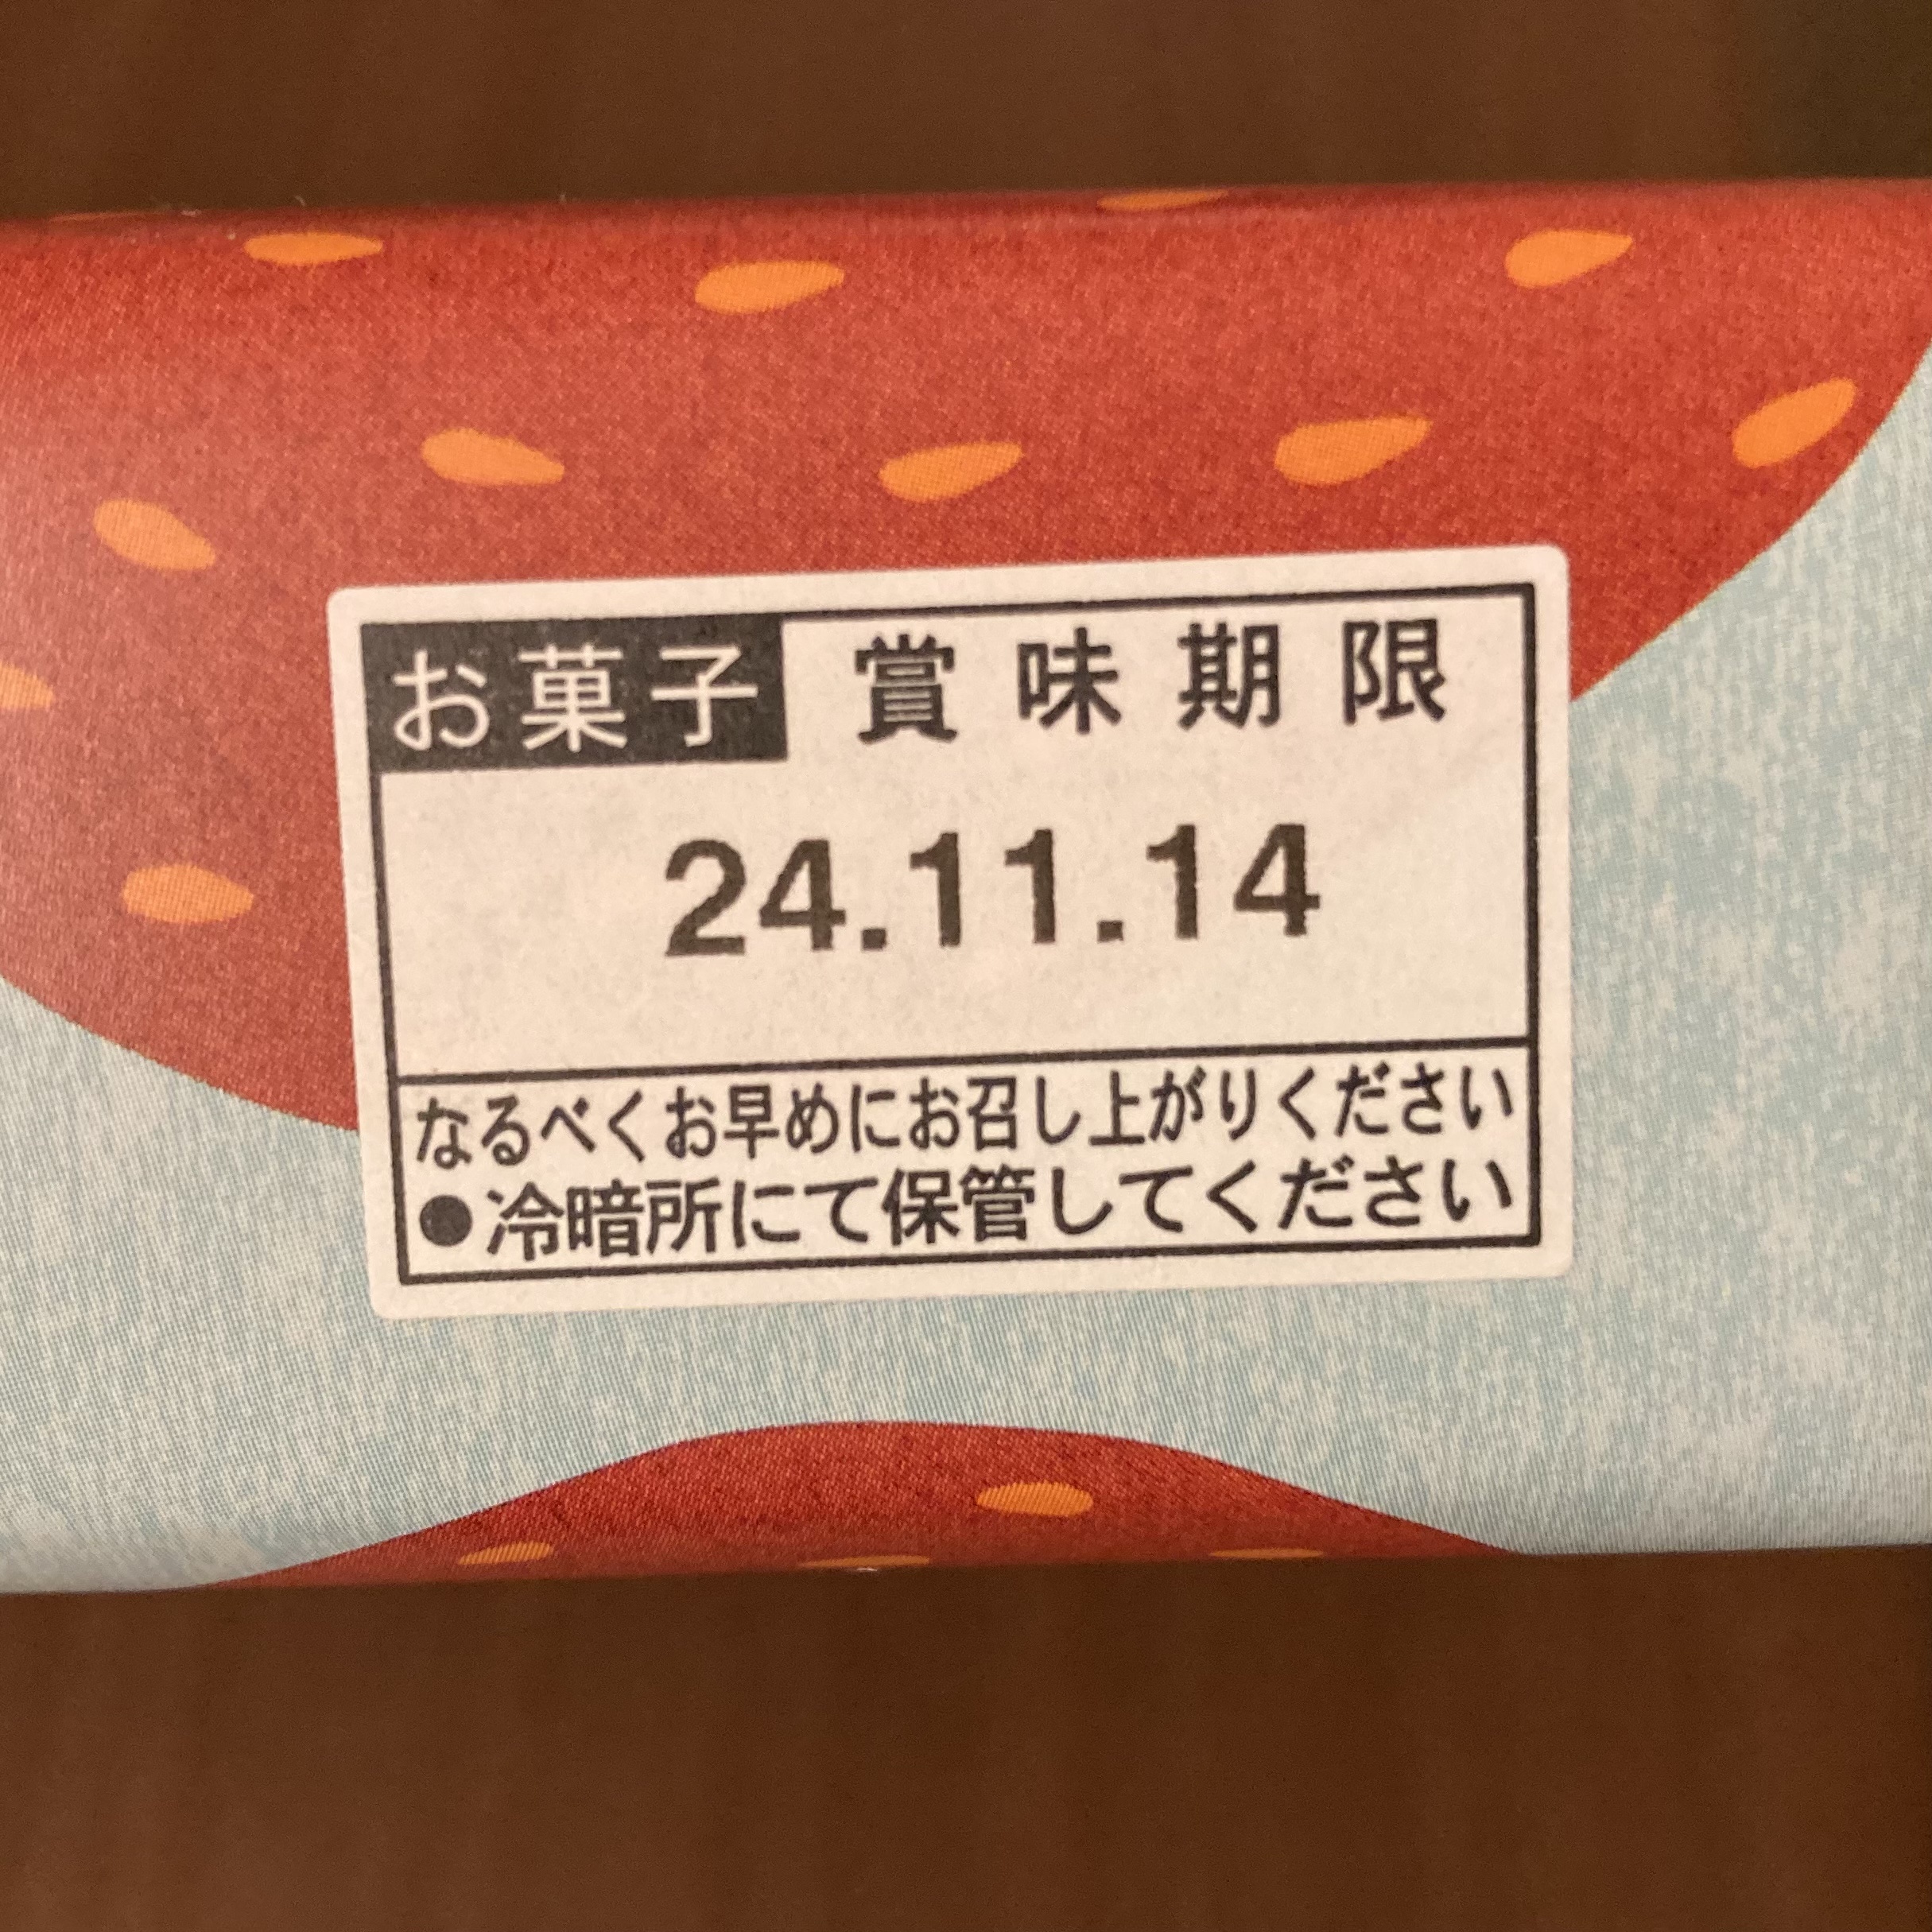 お菓子 賞味期限
24.11.14
なるべくお早めにお召し上がりください
●冷暗所にて保管してください